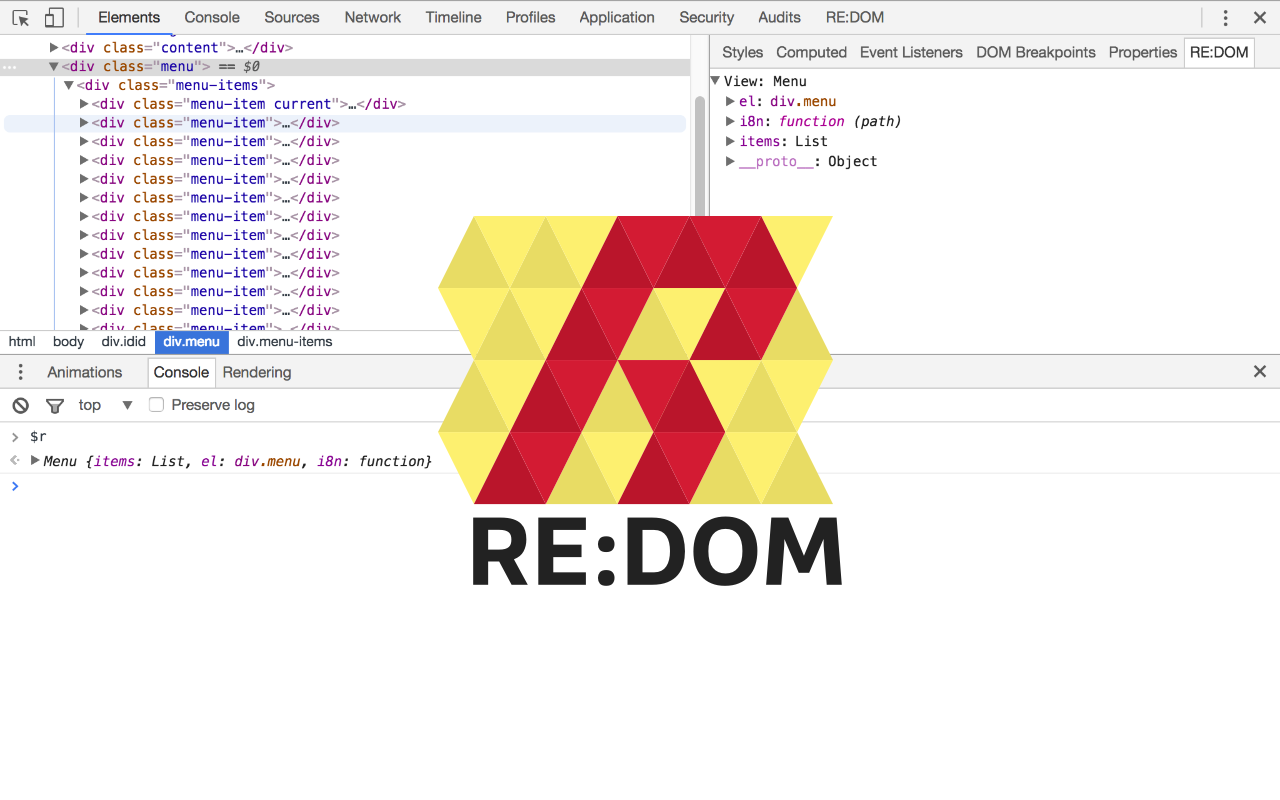 Elements Console Sources Network Timeline Profiles Application Security Audits RE:DOM
<div class="content">…</div>
<div class="menu"> == $0
<div class="menu-items">
<div class="menu-item current">…</div>
<div class="menu-item">…</div>
<div class="menu-item">…</div>
<div class="menu-item">…</div>
<div class="menu-item">…</div>
<div class="menu-item">…</div>
<div class="menu-item">…</div>
<div class="menu-item">…</div>
<div class="menu-item">…</div>
<div class="menu-item">…</div>
<div class="menu-item">…</div>
<div class="menu-item">…</div>
<div class="menu-item">…</div>
html body div.idid div.menu div.menu-items
Styles Computed Event Listeners DOM Breakpoints Properties RE:DOM
View: Menu
el: div.menu
i8n: function (path)
items: List
__proto__: Object
Animations Console Rendering
top Preserve log
$r
Menu {items: List, el: div.menu, i8n: function}
RE:DOM